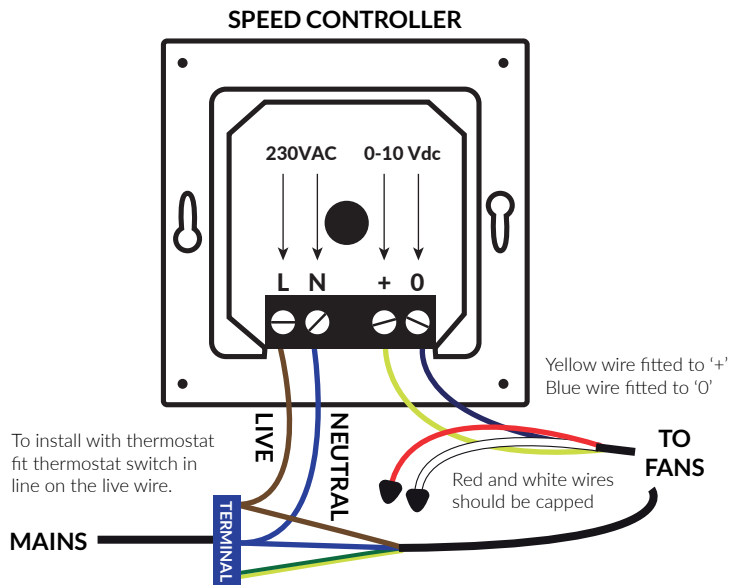 SPEED CONTROLLER
230VAC
0-10 Vdc
L
N
+
0
Yellow wire fitted to ‘+’
Blue wire fitted to ‘0’
LIVE
NEUTRAL
To install with thermostat
fit thermostat switch in
line on the live wire.
TO
FANS
Red and white wires
should be capped
TERMINAL
MAINS